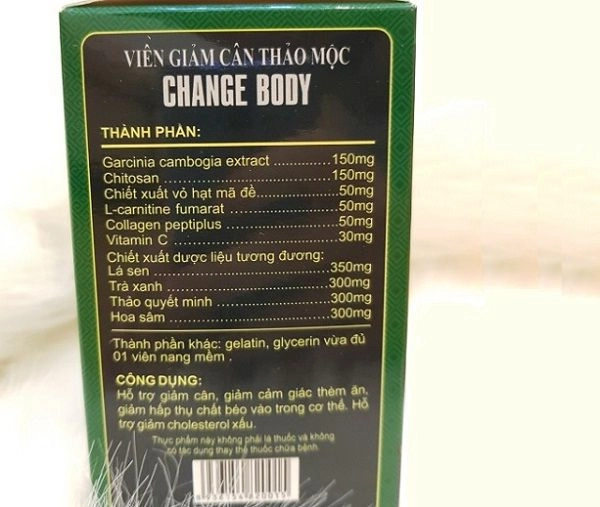 VIÊN GIẢM CÂN THẢO MỘC
CHANGE BODY
THÀNH PHẦN:
Garcinia cambogia extract ..............150mg
Chitosan .......................................150mg
Chiết xuất vỏ hạt mã đề...................50mg
L-carnitine fumarat .........................50mg
Collagen peptiplus ..........................50mg
Vitamin C .......................................30mg
Chiết xuất dược liệu tương đương:
Lá sen ..........................................350mg
Trà xanh .......................................300mg
Thảo quyết minh ...........................300mg
Hoa sâm .......................................300mg
Thành phần khác: gelatin, glycerin vừa đủ
01 viên nang mềm .
CÔNG DỤNG:
Hỗ trợ giảm cân, giảm cảm giác thèm ăn,
giảm hấp thụ chất béo vào trong cơ thể. Hỗ
trợ giảm cholesterol xấu.
Thực phẩm này không phải là thuốc và không
có tác dụng thay thế thuốc chữa bệnh.